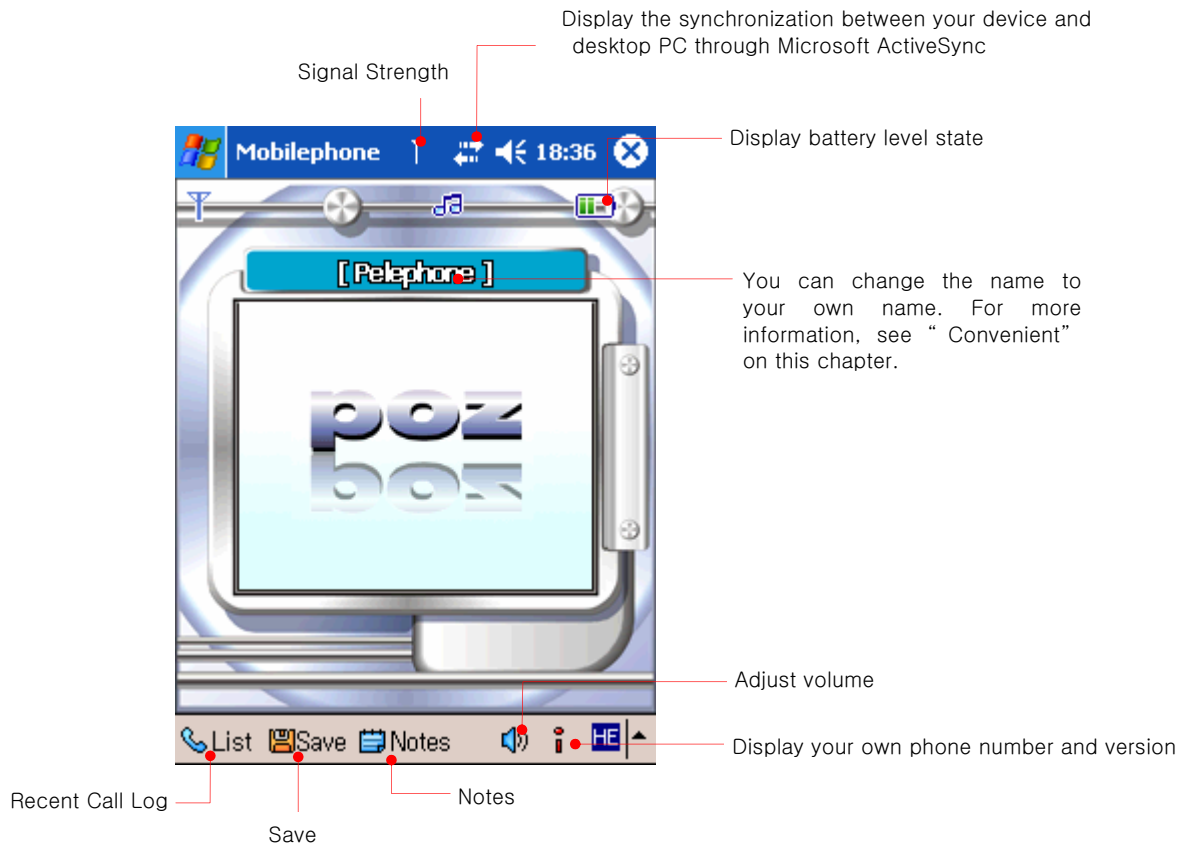 Display the synchronization between your device and
desktop PC through Microsoft ActiveSync
Signal Strength
Mobilephone 18:36
Display battery level state
[ Pelephone ]
You can change the name to
your own name. For more
information, see “ Convenient”
on this chapter.
poz
Adjust volume
List Save Notes HE
Display your own phone number and version
Recent Call Log
Notes
Save